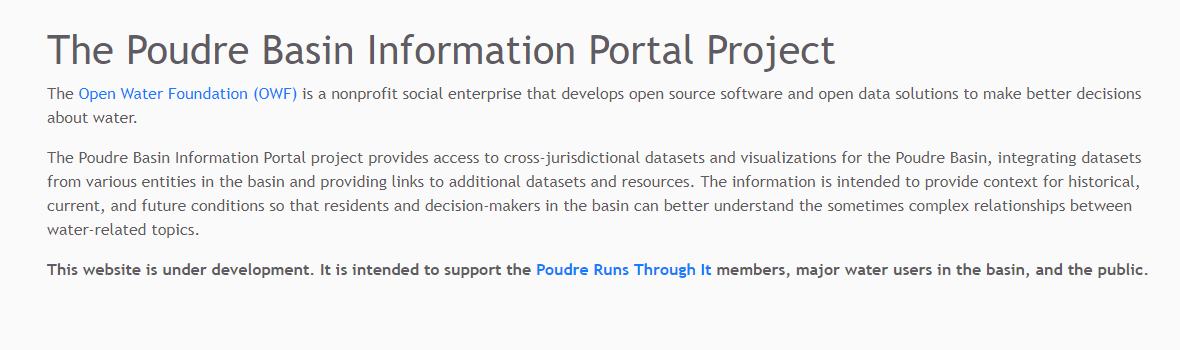 The Poudre Basin Information Portal Project
The Open Water Foundation (OWF) is a nonprofit social enterprise that develops open source software and open data solutions to make better decisions
about water.
The Poudre Basin Information Portal project provides access to cross-jurisdictional datasets and visualizations for the Poudre Basin, integrating datasets
from various entities in the basin and providing links to additional datasets and resources. The information is intended to provide context for historical,
current, and future conditions so that residents and decision-makers in the basin can better understand the sometimes complex relationships between
water-related topics.
This website is under development. It is intended to support the Poudre Runs Through It members, major water users in the basin, and the public.